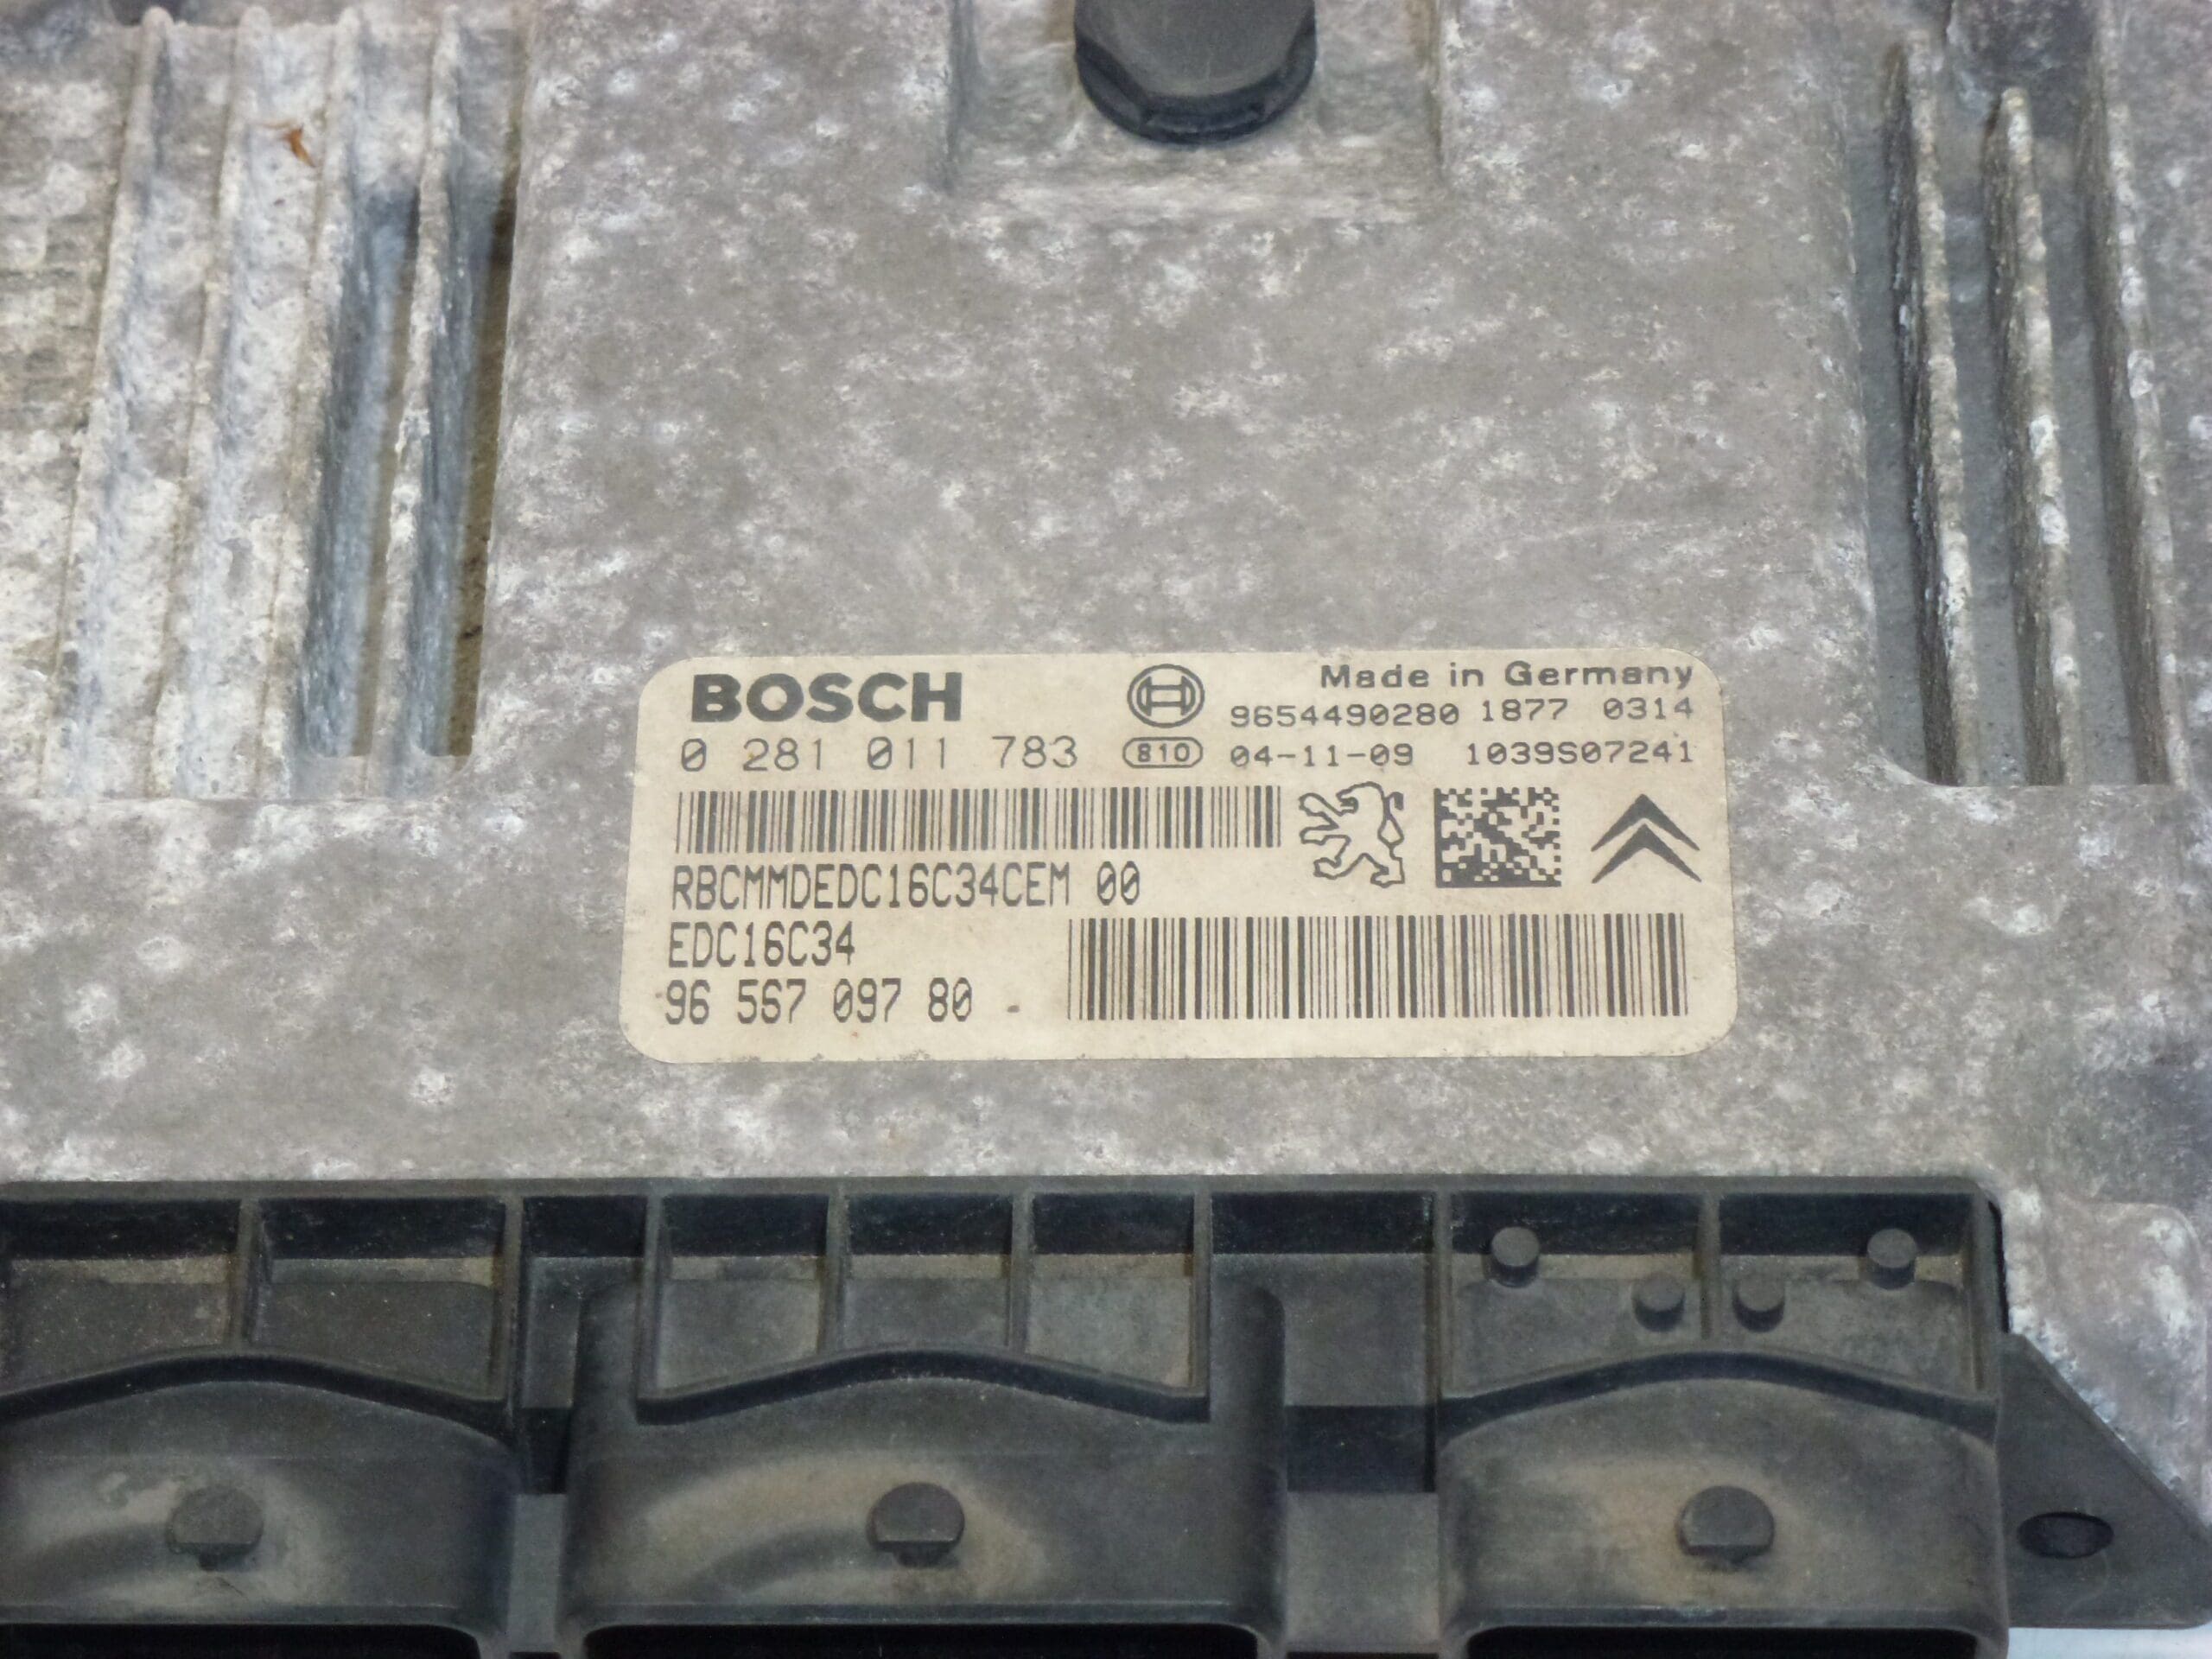 BOSCH
Made in Germany
9654490280 1877 0314
0 281 011 783 810 04-11-09 1039S07241
RBCMMDEDC16C34CEM 00
EDC16C34
96 567 097 80